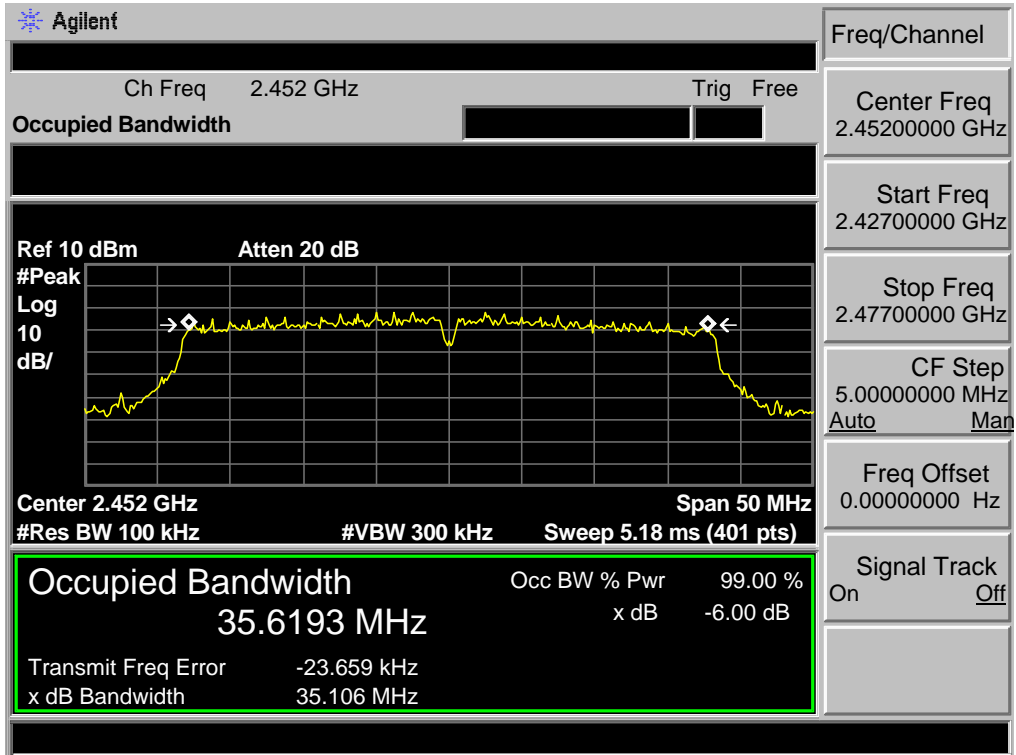 Agilent
Freq/Channel
Ch Freq 2.452 GHz Trig Free
Occupied Bandwidth
Center Freq
2.45200000 GHz
Start Freq
2.42700000 GHz
Ref 10 dBm Atten 20 dB
#Peak
Log
10
dB/
Stop Freq
2.47700000 GHz
CF Step
5.00000000 MHz
Auto Man
Center 2.452 GHz Span 50 MHz
#Res BW 100 kHz #VBW 300 kHz Sweep 5.18 ms (401 pts)
Freq Offset
0.00000000 Hz
Occupied Bandwidth Occ BW % Pwr 99.00 %
35.6193 MHz x dB -6.00 dB
Signal Track
On Off
Transmit Freq Error -23.659 kHz
x dB Bandwidth 35.106 MHz